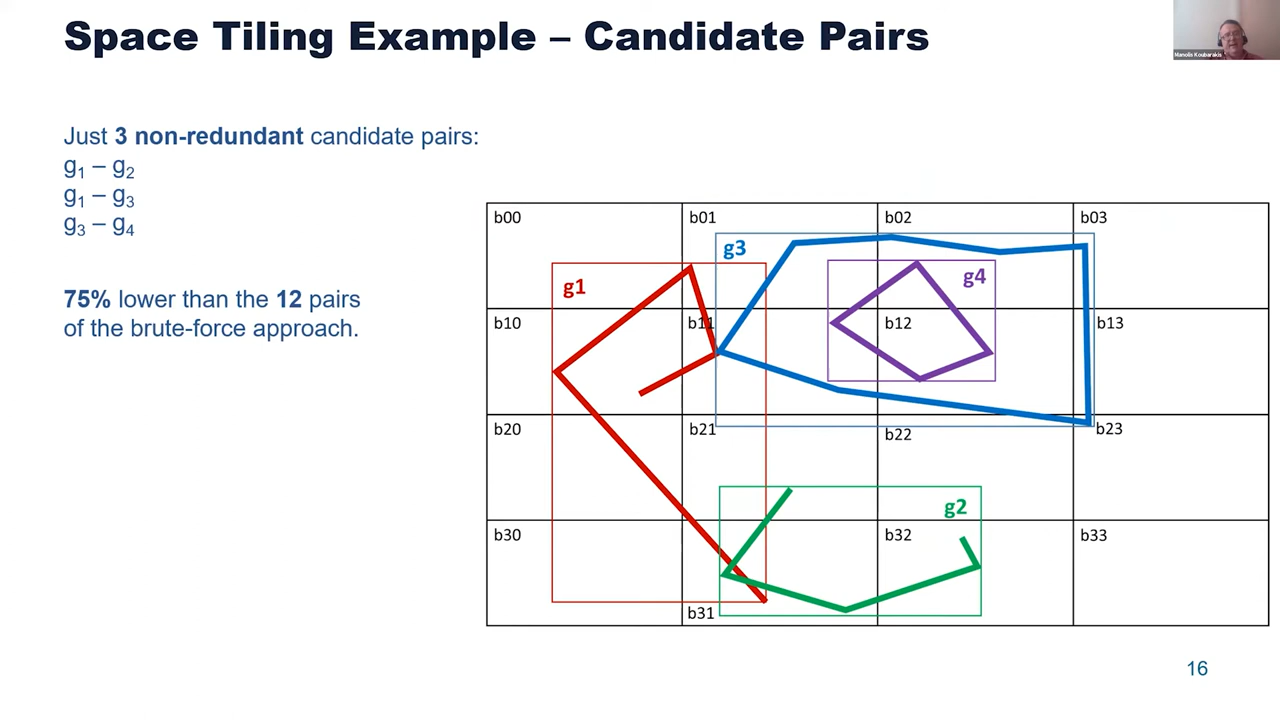 Space Tiling Example – Candidate Pairs
Manolis Koubarakis
Just 3 non-redundant candidate pairs:
g₁ – g₂
g₁ – g₃
g₃ – g₄
75% lower than the 12 pairs
of the brute-force approach.
b00
b01
b02
b03
g3
g1
g4
b10
b11
b12
b13
b20
b21
b22
b23
g2
b30
b32
b33
b31
16